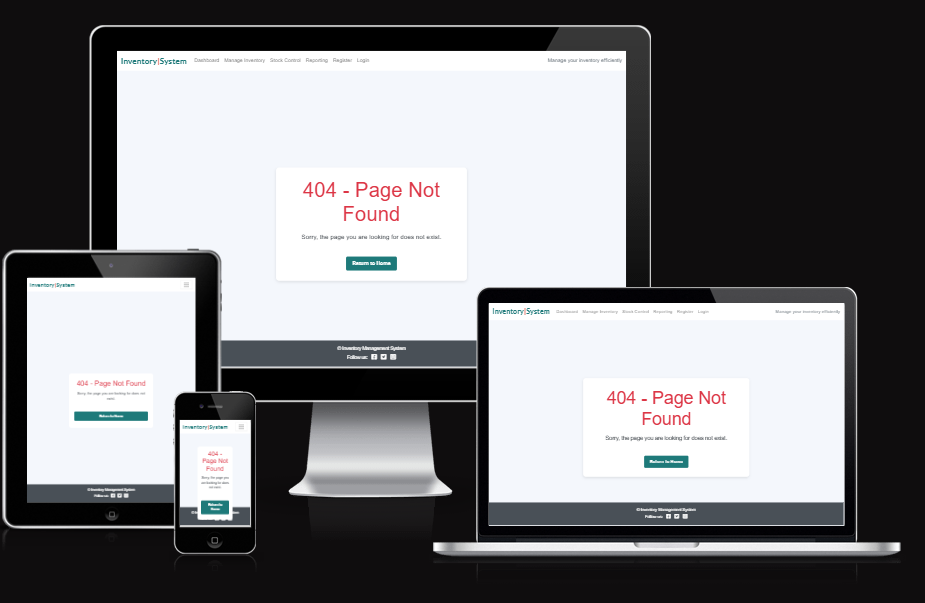 Inventory|System Dashboard Manage Inventory Stock Control Reporting Register Login Manage your inventory efficiently
404 - Page Not
Found
Sorry, the page you are looking for does not exist.
Return to Home
© Inventory Management System
Follow us:
Inventory|System
404 - Page Not Found
Sorry, the page you are looking for does not
exist.
Return to Home
© Inventory Management System
Follow us:
Inventory|System
404 -
Page Not
Found
Sorry, the page
you are looking
for does not
exist.
Return to
Home
Inventory|System Dashboard Manage Inventory Stock Control Reporting Register Login Manage your inventory efficiently
404 - Page Not
Found
Sorry, the page you are looking for does not exist.
Return to Home
© Inventory Management System
Follow us: